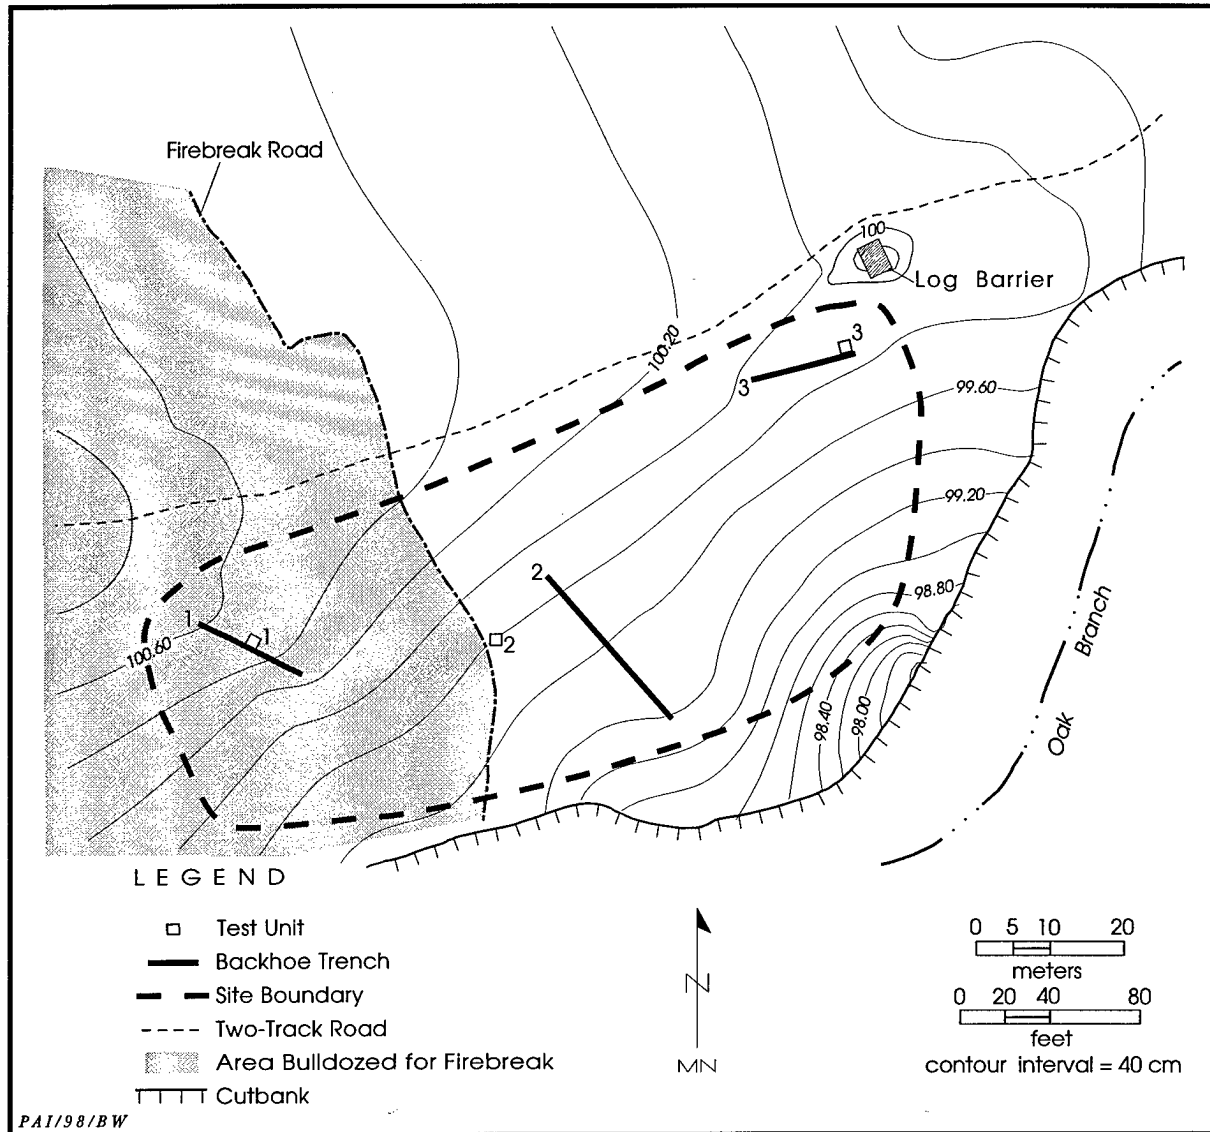 Firebreak Road
100
Log Barrier
100.20
3
3
99.60
99.20
2
98.80
1
1
2
100.60
98.40
98.00
Oak Branch
LEGEND
Test Unit
Backhoe Trench
Site Boundary
Two-Track Road
Area Bulldozed for Firebreak
Cutbank
N
MN
0 5 10 20
meters
0 20 40 80
feet
contour interval = 40 cm
PAI/98/BW